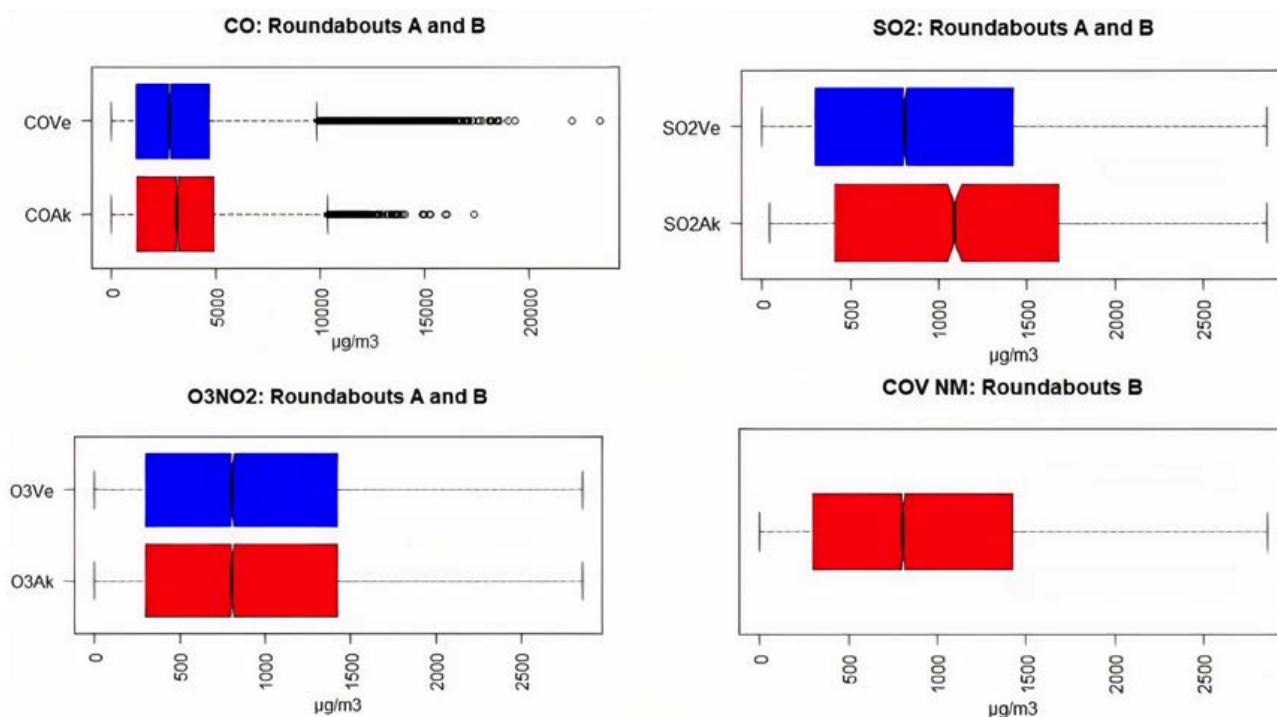 CO: Roundabouts A and B
COVe
COAk
0
5000
10000
15000
20000
µg/m3
SO2: Roundabouts A and B
SO2Ve
SO2Ak
0
500
1000
1500
2000
2500
µg/m3
O3NO2: Roundabouts A and B
O3Ve
O3Ak
0
500
1000
1500
2000
2500
µg/m3
COV NM: Roundabouts B
0
500
1000
1500
2000
2500
µg/m3